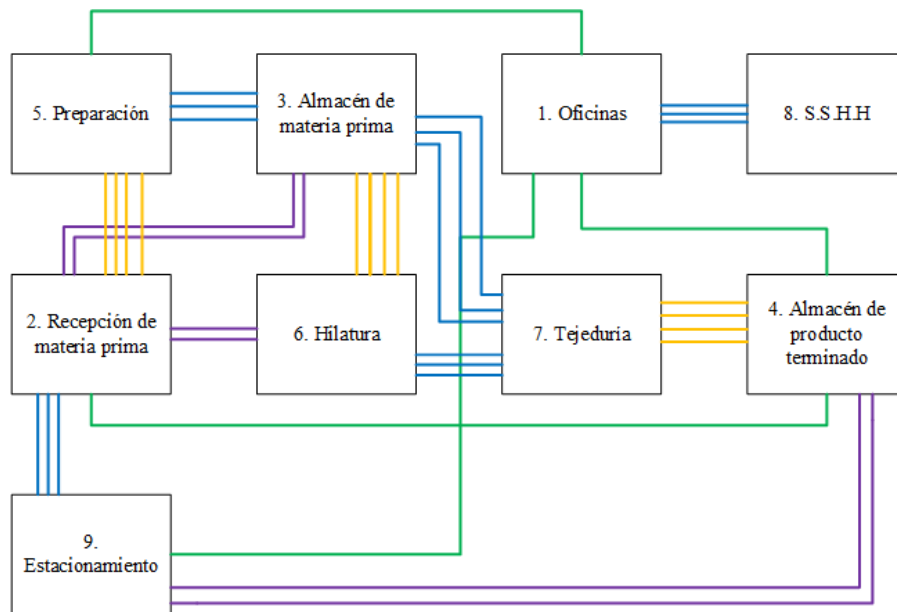 5. Preparación
3. Almacén de
materia prima
1. Oficinas
8. S.S.H.H
2. Recepción de
materia prima
6. Hilatura
7. Tejeduria
4. Almacén de
producto
terminado
9.
Estacionamiento